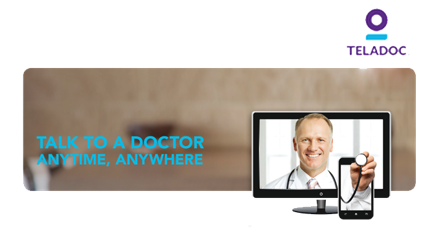 TELADOC
TALK TO A DOCTOR
ANYTIME, ANYWHERE